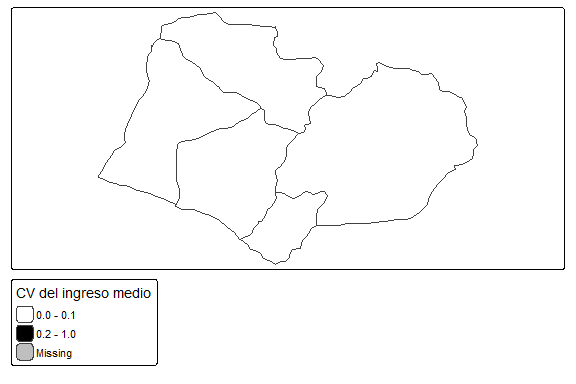 CV del ingreso medio
0.0 - 0.1
0.2 - 1.0
Missing